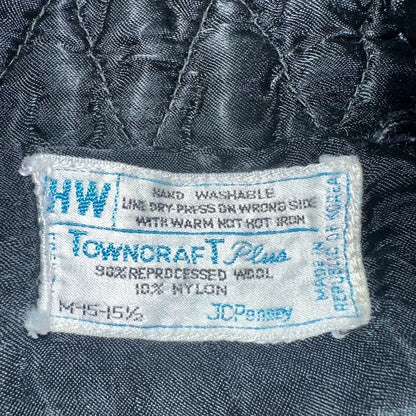 HW
HAND WASHABLE
LINE DRY-PRESS ON WRONG SIDE
WITH WARM NOT HOT IRON
TOWNCRAFT Plus
90% REPROCESSED WOOL
10% NYLON
M-15-15½
JCPenney
MADE IN
REPUBLIC OF KOREA